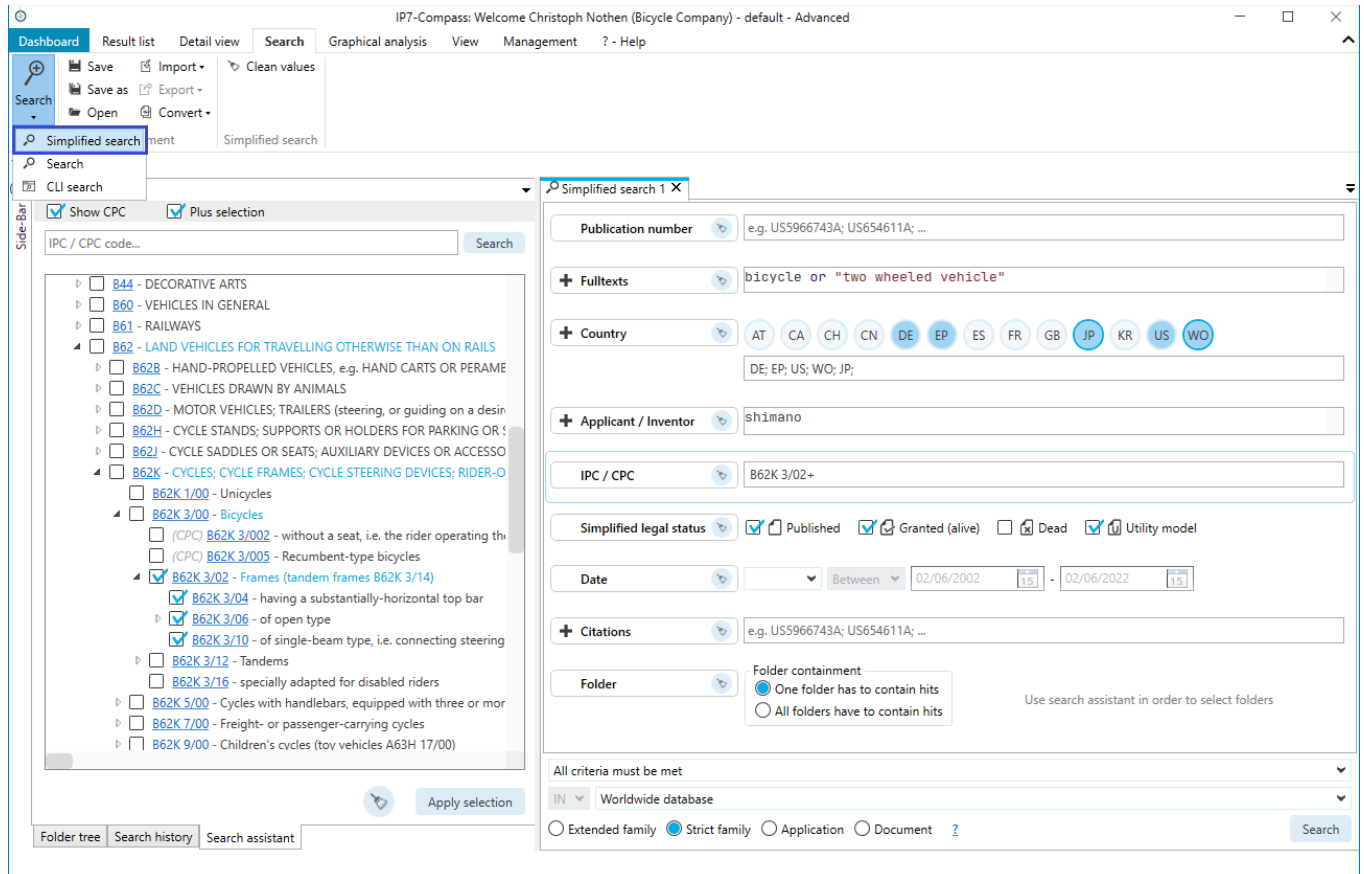 IP7-Compass: Welcome Christoph Nothen (Bicycle Company) - default - Advanced
Dashboard Result list Detail view Search Graphical analysis View Management ? - Help
Search
Save Import Clean values
Save as Export
Open Convert
Simplified search ment Simplified search
Search
CLI search
Side-Bar
Show CPC Plus selection
IP​C / CPC code... Search
B44 - DECORATIVE ARTS
B60 - VEHICLES IN GENERAL
B61 - RAILWAYS
B62 - LAND VEHICLES FOR TRAVELLING OTHERWISE THAN ON RAILS
B62B - HAND-PROPELLED VEHICLES, e.g. HAND CARTS OR PERAMB
B62C - VEHICLES DRAWN BY ANIMALS
B62D - MOTOR VEHICLES; TRAILERS (steering, or guiding on a desir
B62H - CYCLE STANDS; SUPPORTS OR HOLDERS FOR PARKING OR S
B62J - CYCLE SADDLES OR SEATS; AUXILIARY DEVICES OR ACCESSO
B62K - CYCLES; CYCLE FRAMES; CYCLE STEERING DEVICES; RIDER-O
B62K 1/00 - Unicycles
B62K 3/00 - Bicycles
(CPC) B62K 3/002 - without a seat, i.e. the rider operating the
(CPC) B62K 3/005 - Recumbent-type bicycles
B62K 3/02 - Frames (tandem frames B62K 3/14)
B62K 3/04 - having a substantially-horizontal top bar
B62K 3/06 - of open type
B62K 3/10 - of single-beam type, i.e. connecting steering
B62K 3/12 - Tandems
B62K 3/16 - specially adapted for disabled riders
B62K 5/00 - Cycles with handlebars, equipped with three or mor
B62K 7/00 - Freight- or passenger-carrying cycles
B62K 9/00 - Children's cycles (toy vehicles A63H 17/00)
Apply selection
Folder tree Search history Search assistant
Simplified search 1
Publication number e.g. US5966743A; US654611A; ...
Fulltexts bicycle or "two wheeled vehicle"
Country AT CA CH CN DE EP ES FR GB JP KR US WO
DE; EP; US; WO; JP;
Applicant / Inventor shimano
IPC / CPC B62K 3/02+
Simplified legal status Published Granted (alive) Dead Utility model
Date Between 02/06/2002 15 - 02/06/2022 15
Citations e.g. US5966743A; US654611A; ...
Folder Folder containment
One folder has to contain hits
All folders have to contain hits
Use search assistant in order to select folders
All criteria must be met
IN Worldwide database
Extended family Strict family Application Document ? Search